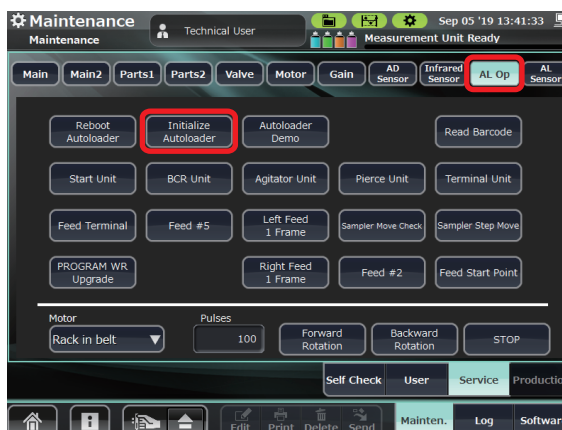 Maintenance
Maintenance
Technical User
Sep 05 '19 13:41:33
Measurement Unit Ready
Main
Main2
Parts1
Parts2
Valve
Motor
Gain
AD
Sensor
Infrared
Sensor
AL Op
AL
Sensor
Reboot
Autoloader
Initialize
Autoloader
Autoloader
Demo
Read Barcode
Start Unit
BCR Unit
Agitator Unit
Pierce Unit
Terminal Unit
Feed Terminal
Feed #5
Left Feed
1 Frame
Sampler Move Check
Sampler Step Move
PROGRAM WR
Upgrade
Right Feed
1 Frame
Feed #2
Feed Start Point
Motor
Pulses
Rack in belt
100
Forward
Rotation
Backward
Rotation
STOP
Self Check
User
Service
Productio
Edit
Print
Delete
Send
Mainten.
Log
Softwar